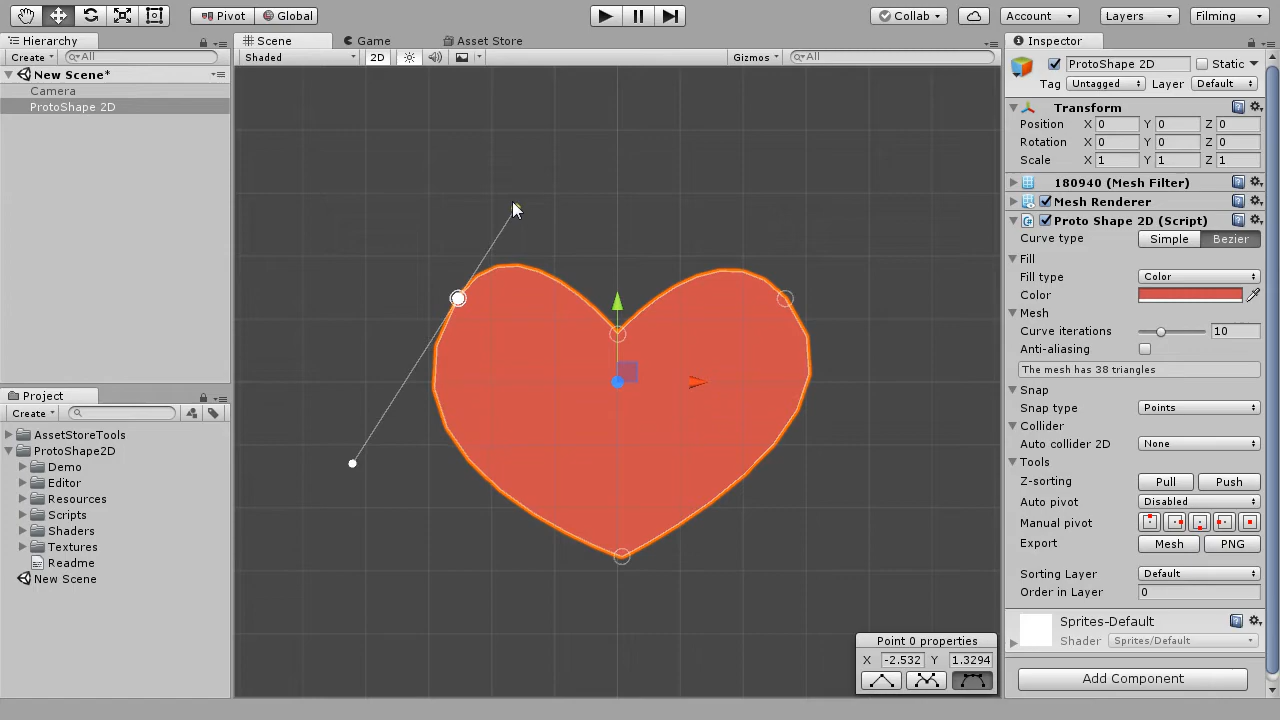 Pivot Global Collab Account Layers Filming
Hierarchy Scene Game Asset Store Inspector
Create All Shaded 2D Gizmos All ProtoShape 2D Static
New Scene* Tag Untagged Layer Default
Camera
ProtoShape 2D Transform
Position X 0 Y 0 Z 0
Rotation X 0 Y 0 Z 0
Scale X 1 Y 1 Z 1
180940 (Mesh Filter)
Mesh Renderer
Proto Shape 2D (Script)
Curve type Simple Bezier
Fill
Fill type Color
Color
Mesh
Curve iterations 10
Anti-aliasing
The mesh has 38 triangles
Snap
Project Snap type Points
Create Collider
AssetStoreTools Auto collider 2D None
ProtoShape2D Tools
Demo
Editor Z-sorting Pull Push
Resources Auto pivot Disabled
Scripts Manual pivot
Shaders Export Mesh PNG
Textures
Readme Sorting Layer Default
New Scene Order in Layer 0
Sprites-Default
Point 0 properties Shader Sprites/Default
X -2.532 Y 1.3294
Add Component